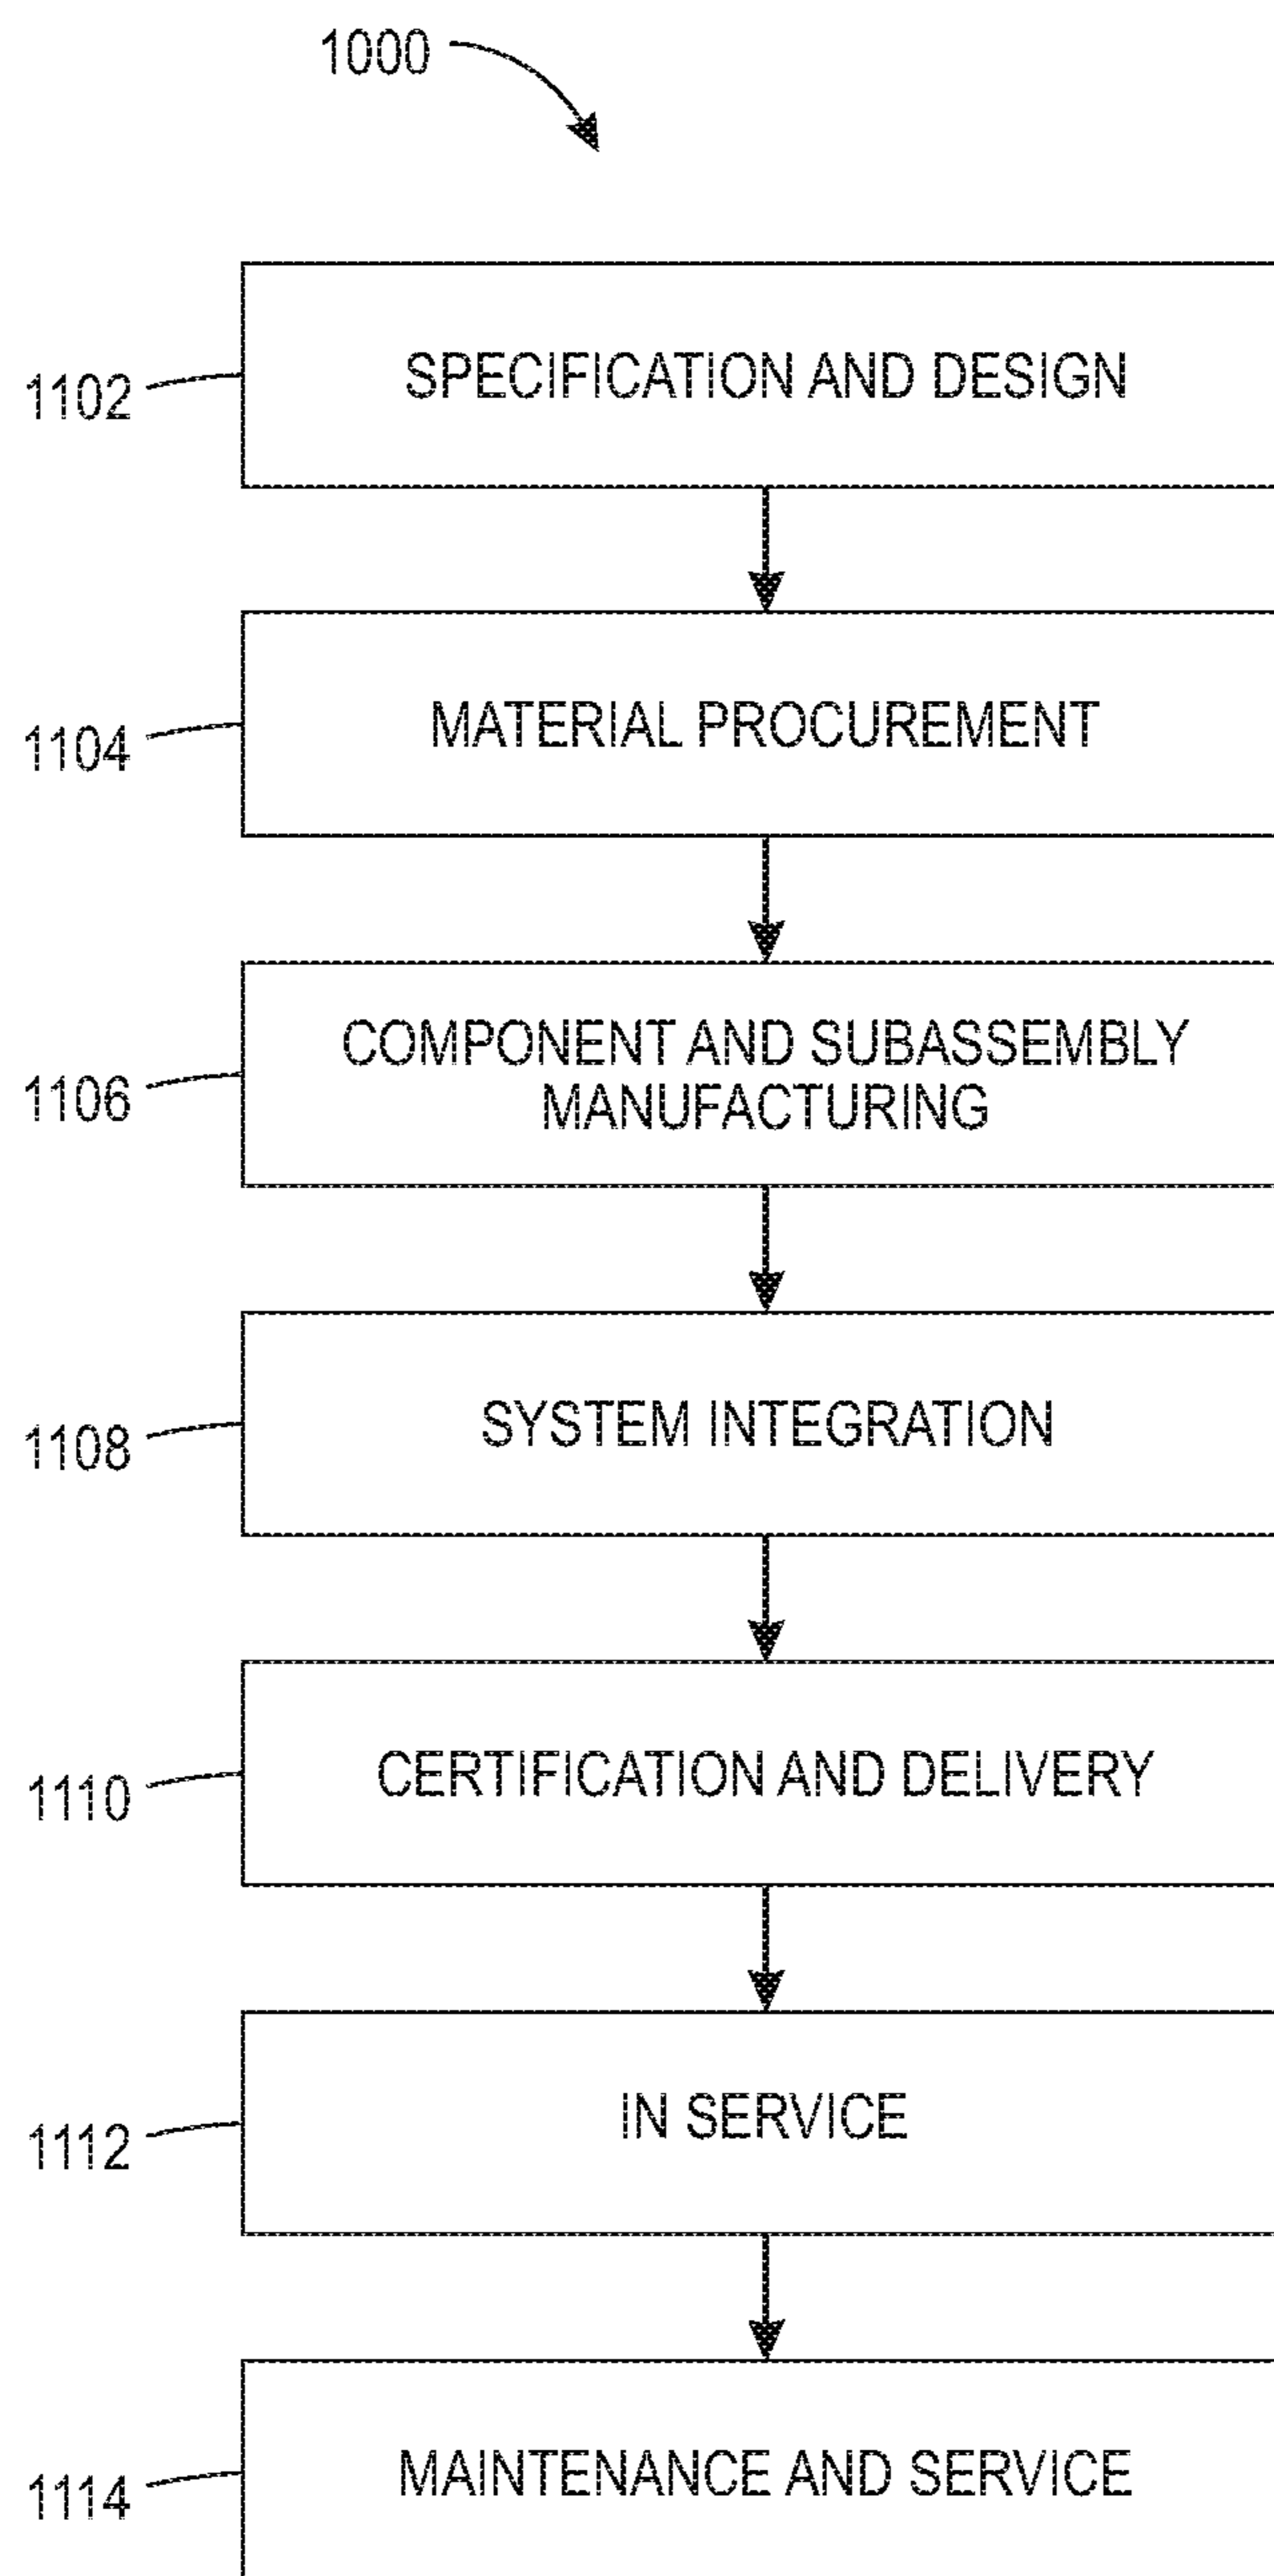 1000
1102
SPECIFICATION AND DESIGN
1104
MATERIAL PROCUREMENT
1106
COMPONENT AND SUBASSEMBLY
MANUFACTURING
1108
SYSTEM INTEGRATION
1110
CERTIFICATION AND DELIVERY
1112
IN SERVICE
1114
MAINTENANCE AND SERVICE